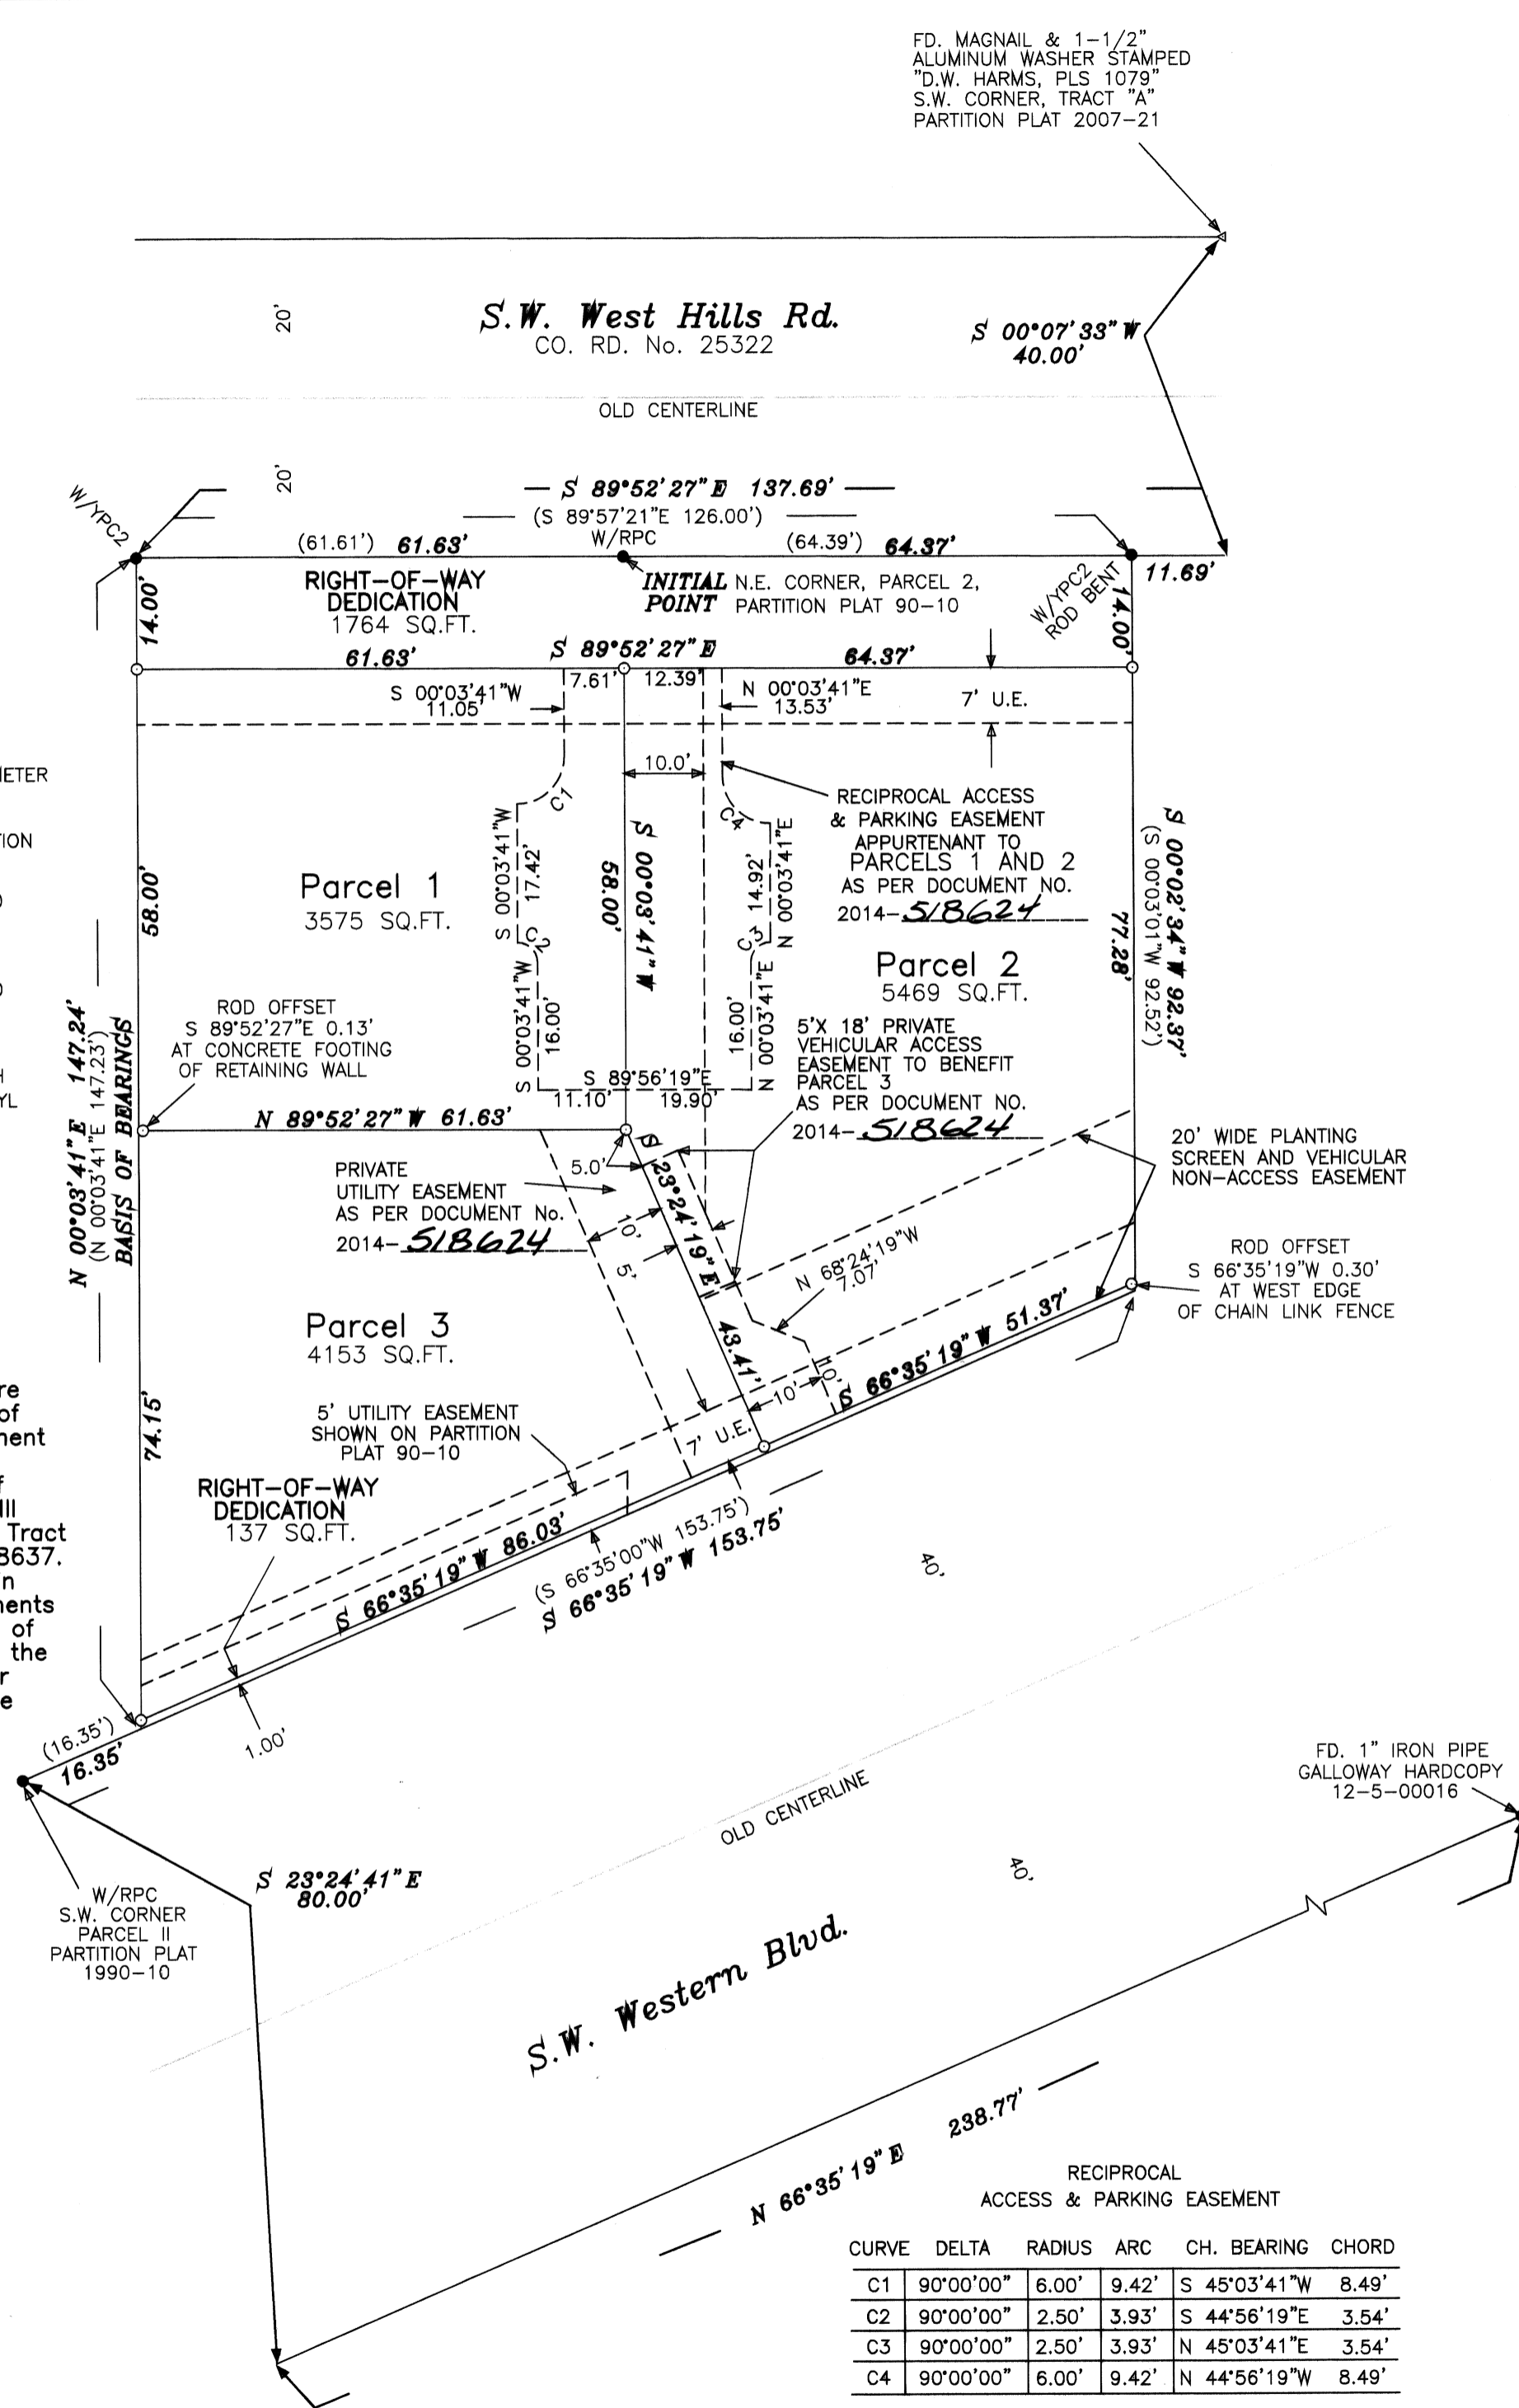 FD. MAGNAIL & 1-1/2"
ALUMINUM WASHER STAMPED
"D.W. HARMS, PLS 1079"
S.W. CORNER, TRACT "A"
PARTITION PLAT 2007-21
20'
S.W. West Hills Rd.
CO. RD. No. 25322
S 00°07'33" W
40.00'
OLD CENTERLINE
20'
S 89°52'27" E 137.69'
(S 89°57'21"E 126.00')
W/YPC2
(61.61') 61.63'
W/RPC
(64.39') 64.37'
11.69'
14.00'
RIGHT-OF-WAY
DEDICATION
1764 SQ.FT.
INITIAL
POINT
N.E. CORNER, PARCEL 2,
PARTITION PLAT 90-10
W/YPC2
ROD BENT
14.00'
61.63'
S 89°52'27" E
64.37'
S 00°03'41"W
11.05'
7.61'
12.39'
N 00°03'41"E
13.53'
7' U.E.
10.0'
C1
C4
RECIPROCAL ACCESS
& PARKING EASEMENT
APPURTENANT TO
PARCELS 1 AND 2
AS PER DOCUMENT NO.
2014-518624
ETER
ION
S 00°03'41"W
17.42'
58.00'
S 00°03'41" W
14.92'
N 00°03'41"E
Parcel 1
3575 SQ.FT.
58.00'
C2
C3
77.28'
S 00°02'34" W 92.37'
(S 00°03'01"W 92.52')
Parcel 2
5469 SQ.FT.
S 00°03'41"W
16.00'
16.00'
N 00°03'41"E
ROD OFFSET
S 89°52'27"E 0.13'
AT CONCRETE FOOTING
OF RETAINING WALL
5'X 18' PRIVATE
VEHICULAR ACCESS
EASEMENT TO BENEFIT
PARCEL 3
AS PER DOCUMENT NO.
2014-518624
S 89°56'19"E
11.10'
19.90'
N 00°03'41" E 147.24'
(N 00°03'41"E 147.23')
BASIS OF BEARINGS
YL
N 89°52'27" W 61.63'
20' WIDE PLANTING
SCREEN AND VEHICULAR
NON-ACCESS EASEMENT
5.0'
PRIVATE
UTILITY EASEMENT
AS PER DOCUMENT No.
2014-518624
S 23°24'19" E
43.41'
10'
5'
N 68°24'19"W
7.07'
ROD OFFSET
S 66°35'19"W 0.30'
AT WEST EDGE
OF CHAIN LINK FENCE
Parcel 3
4153 SQ.FT.
74.15'
S 66°35'19" W 51.37'
10'
10'
7' U.E.
5' UTILITY EASEMENT
SHOWN ON PARTITION
PLAT 90-10
re
of
nent
f
Tract
8637.
n
nents
of
the
r
e
RIGHT-OF-WAY
DEDICATION
137 SQ.FT.
S 66°35'19" W 86.03'
(S 66°35'00"W 153.75')
S 66°35'19" W 153.75'
40'
1.00'
(16.35')
16.35'
FD. 1" IRON PIPE
GALLOWAY HARDCOPY
12-5-00016
OLD CENTERLINE
40'
S 23°24'41" E
80.00'
W/RPC
S.W. CORNER
PARCEL II
PARTITION PLAT
1990-10
S.W. Western Blvd.
N 66°35'19" E 238.77'
RECIPROCAL
ACCESS & PARKING EASEMENT
CURVE DELTA RADIUS ARC CH. BEARING CHORD
C1 90°00'00" 6.00' 9.42' S 45°03'41"W 8.49'
C2 90°00'00" 2.50' 3.93' S 44°56'19"E 3.54'
C3 90°00'00" 2.50' 3.93' N 45°03'41"E 3.54'
C4 90°00'00" 6.00' 9.42' N 44°56'19"W 8.49'